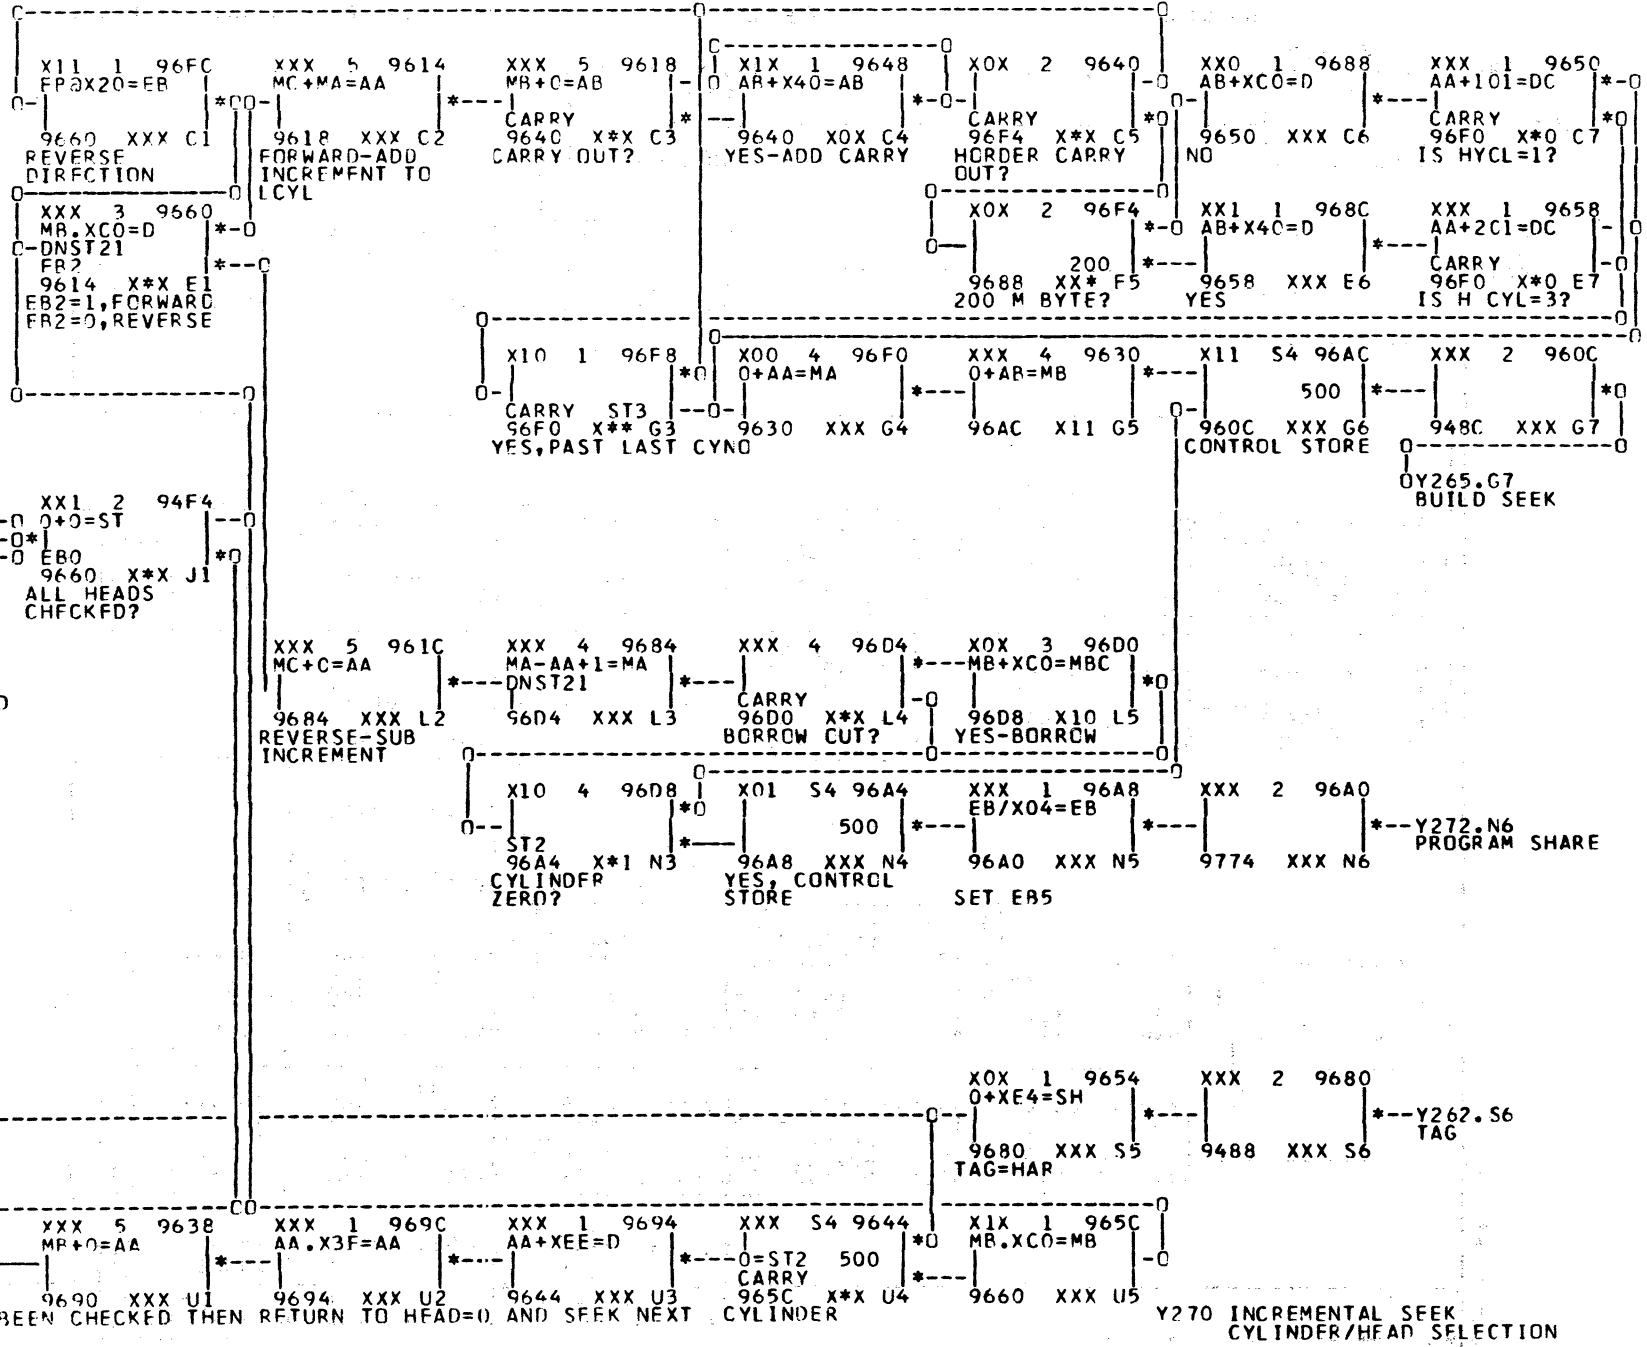 X11 1 96FC
EP@X20=EB
9660 XXX C1
REVERSE
DIRECTION
XXX 5 9614
MC+MA=AA
9618 XXX C2
FORWARD-ADD
INCREMENT TO
LCYL
XXX 5 9618
MB+0=AB
CARRY
9640 X*X C3
CARRY OUT?
X1X 1 9648
AB+X40=AB
9640 X0X C4
YES-ADD CARRY
X0X 2 9640
CARRY
96F4 X*X C5
HORDER CARRY
OUT?
XX0 1 9688
AB+XC0=D
9650 XXX C6
NO
XXX 1 9650
AA+101=DC
CARRY
96F0 X*0 C7
IS HYCL=1?
XXX 3 9660
MB.XC0=D
DNST21
EB2
9614 X*X E1
EB2=1,FORWARD
EB2=0,REVERSE
X0X 2 96F4
200
9688 XX* F5
200 M BYTE?
XX1 1 968C
AB+X40=D
9658 XXX E6
YES
XXX 1 9658
AA+2C1=DC
CARRY
96F0 X*0 E7
IS H CYL=3?
X10 1 96F8
CARRY ST3
96F0 X** G3
YES,PAST LAST CYNO
X00 4 96F0
0+AA=MA
9630 XXX G4
XXX 4 9630
0+AB=MB
96AC X11 G5
X11 S4 96AC
500
960C XXX G6
CONTROL STORE
XXX 2 960C
948C XXX G7
Y265.G7
BUILD SEEK
XX1 2 94F4
0+0=ST
EB0
9660 X*X J1
ALL HEADS
CHECKED?
XXX 5 961C
MC+C=AA
9684 XXX L2
REVERSE-SUB
INCREMENT
XXX 4 9684
MA-AA+1=MA
DNST21
96D4 XXX L3
XXX 4 96D4
CARRY
96D0 X*X L4
BORROW OUT?
X0X 3 96D0
MB+XC0=MBC
96D8 X10 L5
YES-BORROW
X10 4 96D8
ST2
96A4 X*1 N3
CYLINDER
ZERO?
X01 S4 96A4
500
96A8 XXX N4
YES, CONTROL
STORE
XXX 1 96A8
EB/X04=EB
96A0 XXX N5
SET EB5
XXX 2 96A0
9774 XXX N6
Y272.N6
PROGRAM SHARE
X0X 1 9654
0+XE4=SH
9680 XXX S5
TAG=HAR
XXX 2 9680
9488 XXX S6
Y262.S6
TAG
XXX 5 9638
MB+0=AA
9690 XXX U1
XXX 1 969C
AA.X3F=AA
9694 XXX U2
XXX 1 9694
AA+XEE=D
9644 XXX U3
XXX S4 9644
0=ST2 500
CARRY
965C X*X U4
X1X 1 965C
MB.XC0=MB
9660 XXX U5
BEEN CHECKED THEN RETURN TO HEAD=0 AND SEEK NEXT CYLINDER
Y270 INCREMENTAL SEEK
CYLINDER/HEAD SELECTION